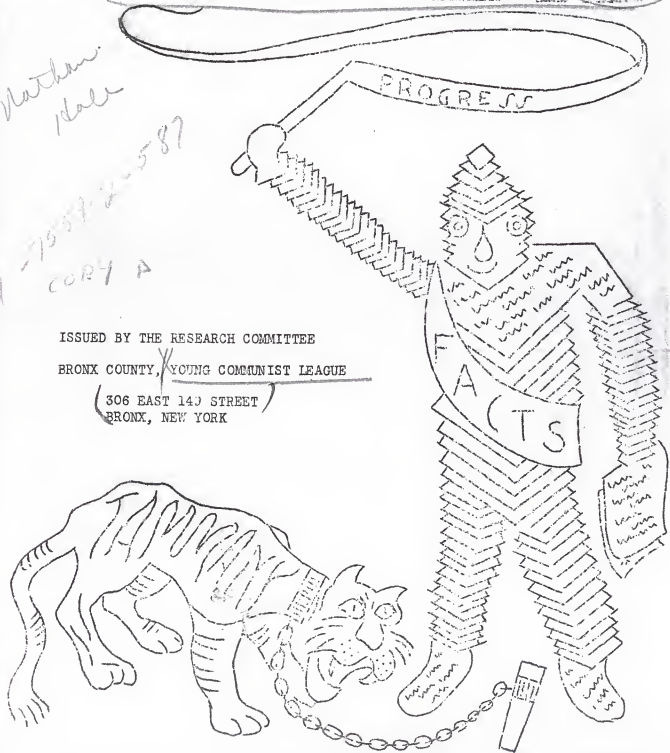 PROGRESS
Nathan
Hale
COPY A
ISSUED BY THE RESEARCH COMMITTEE
BRONX COUNTY, YOUNG COMMUNIST LEAGUE
306 EAST 149 STREET
BRONX, NEW YORK
FACTS
TAMMANY